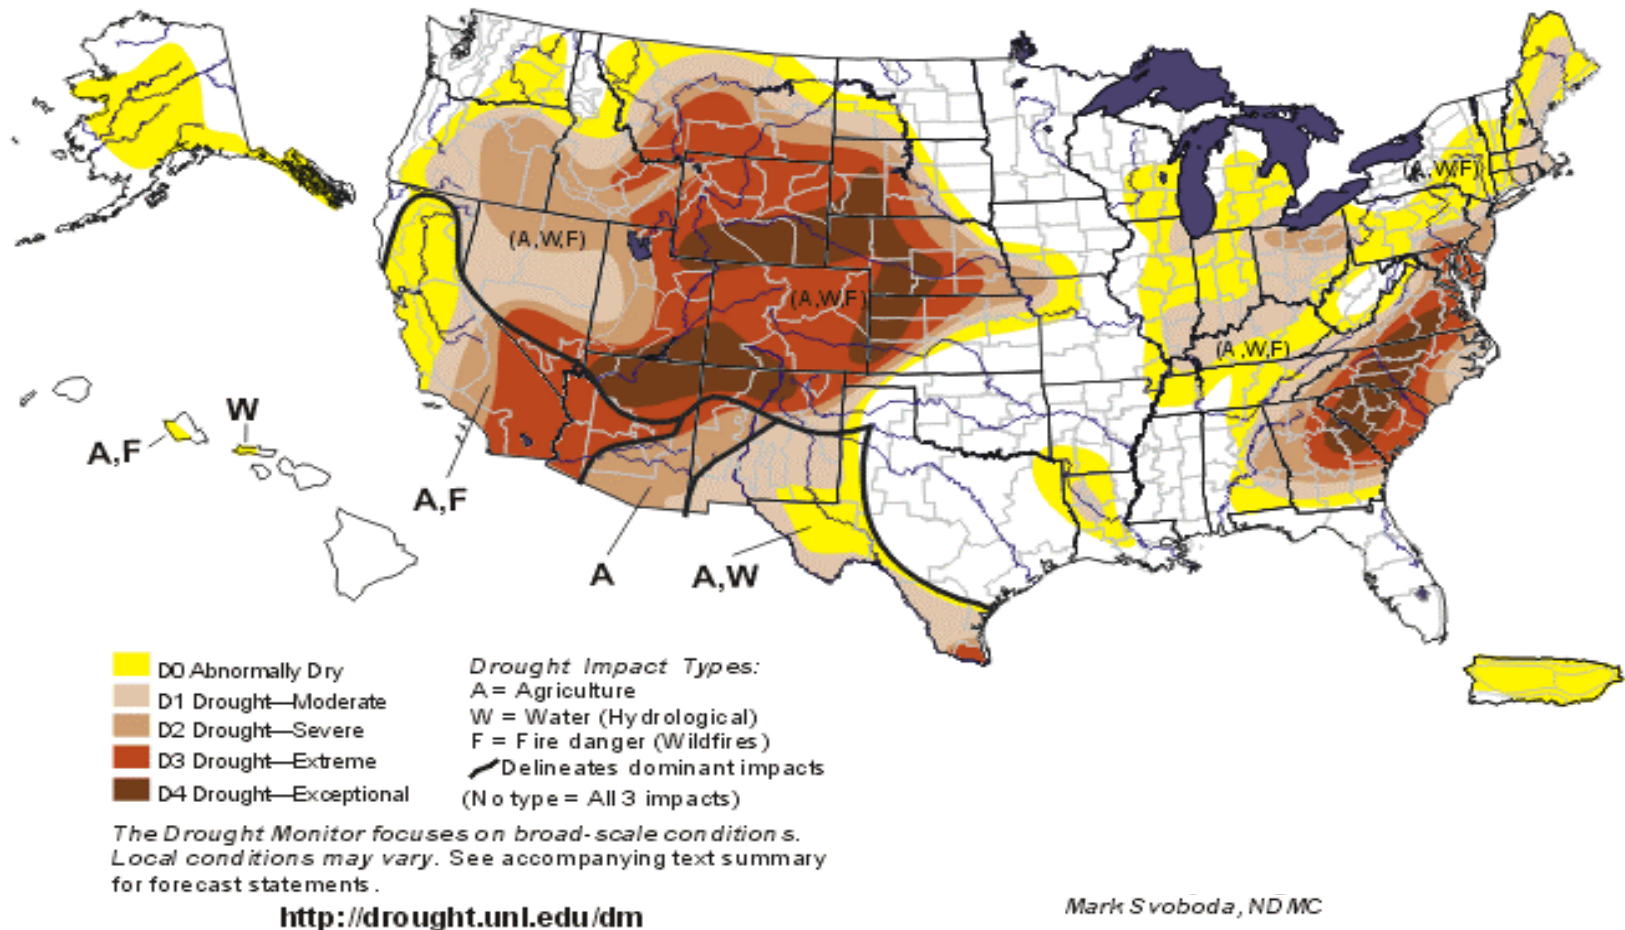 (A,W,F)
(A,W,F)
(A,W,F)
(A,W,F)
W
A,F
A,F
A
A,W
D0 Abnormally Dry
D1 Drought—Moderate
D2 Drought—Severe
D3 Drought—Extreme
D4 Drought—Exceptional
Drought Impact Types:
A = Agriculture
W = Water (Hydrological)
F = Fire danger (Wildfires)
Delineates dominant impacts
(No type = All 3 impacts)
The Drought Monitor focuses on broad-scale conditions.
Local conditions may vary. See accompanying text summary
for forecast statements.
http://drought.unl.edu/dm
Mark Svoboda, NDMC